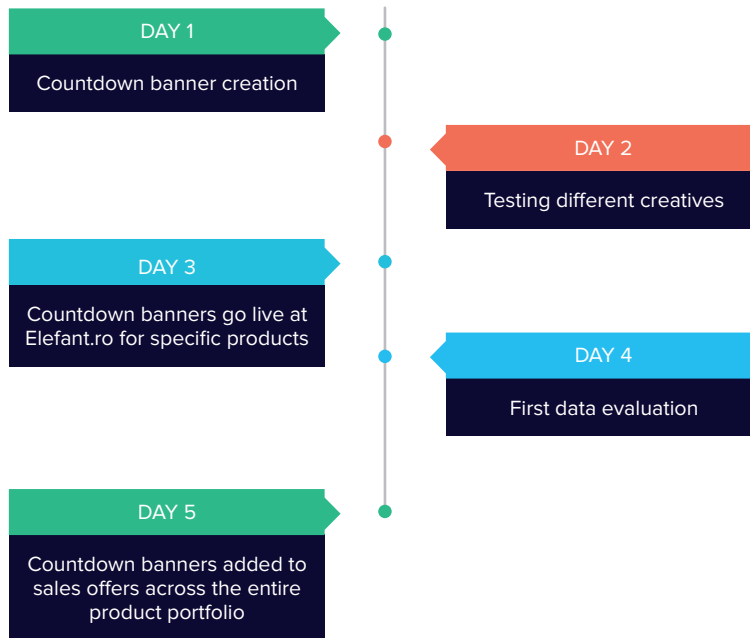 DAY 1
Countdown banner creation
DAY 2
Testing different creatives
DAY 3
Countdown banners go live at
Elefant.ro for specific products
DAY 4
First data evaluation
DAY 5
Countdown banners added to
sales offers across the entire
product portfolio